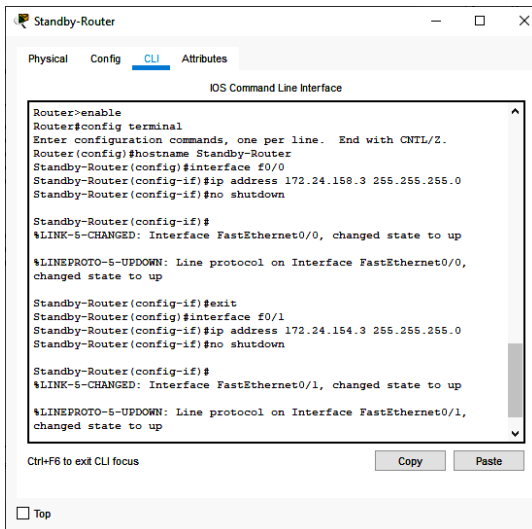 Standby-Router
Physical Config CLI Attributes
IOS Command Line Interface
Router>enable
Router#config terminal
Enter configuration commands, one per line.  End with CNTL/Z.
Router(config)#hostname Standby-Router
Standby-Router(config)#interface f0/0
Standby-Router(config-if)#ip address 172.24.158.3 255.255.255.0
Standby-Router(config-if)#no shutdown
Standby-Router(config-if)#
%LINK-5-CHANGED: Interface FastEthernet0/0, changed state to up
%LINEPROTO-5-UPDOWN: Line protocol on Interface FastEthernet0/0,
changed state to up
Standby-Router(config-if)#exit
Standby-Router(config)#interface f0/1
Standby-Router(config-if)#ip address 172.24.154.3 255.255.255.0
Standby-Router(config-if)#no shutdown
Standby-Router(config-if)#
%LINK-5-CHANGED: Interface FastEthernet0/1, changed state to up
%LINEPROTO-5-UPDOWN: Line protocol on Interface FastEthernet0/1,
changed state to up
Ctrl+F6 to exit CLI focus Copy Paste
Top